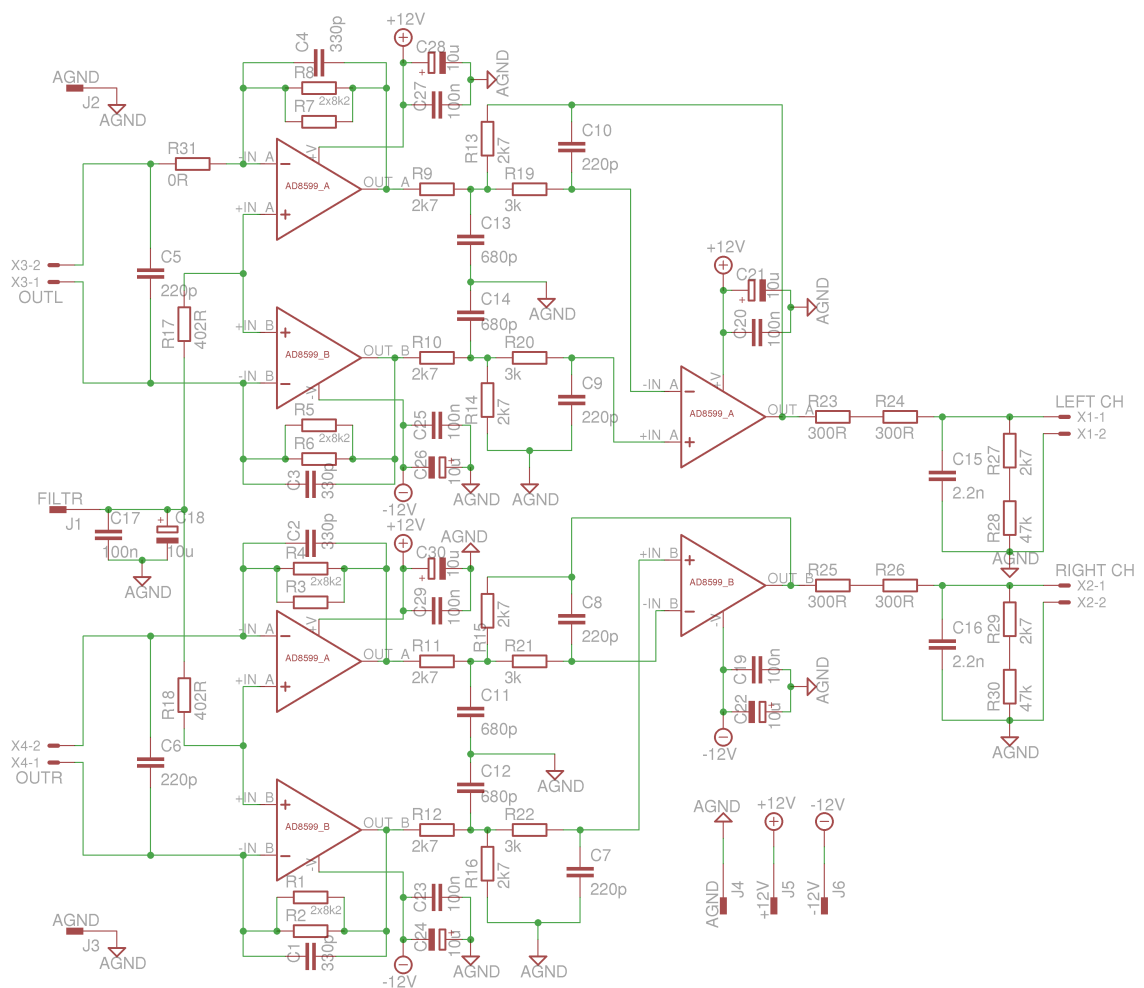 +12V
C4
330p
C28
10u
AGND
AGND
J2
AGND
R8
2x8k2
R7
C27
100n
R13
2k7
C10
220p
R31
0R
-IN A
+V
AD8599_A
OUT A
+IN A
R9
2k7
R19
3k
C13
680p
X3-2
X3-1
OUTL
C5
220p
R17
402R
AGND
C14
680p
+12V
C21
10u
AGND
C20
100n
+IN B
AD8599_B
OUT B
-IN B
-V
R10
2k7
R20
3k
R14
2k7
C9
220p
-IN A
+V
AD8599_A
OUT A
+IN A
R23
300R
R24
300R
LEFT CH
X1-1
X1-2
R5
2x8k2
R6
C3
330p
C25
100n
C26
10u
-12V
AGND
AGND
C15
2.2n
R27
2k7
R28
47k
AGND
FILTR
J1
C17
100n
C18
10u
AGND
C2
330p
+12V
C30
10u
AGND
R4
2x8k2
R3
C29
100n
R15
2k7
C8
220p
+IN B
AD8599_B
OUT B
-IN B
-V
R25
300R
R26
300R
RIGHT CH
X2-1
X2-2
-IN A
+V
AD8599_A
OUT A
+IN A
R11
2k7
R21
3k
C16
2.2n
R29
2k7
R30
47k
AGND
C19
100n
C22
10u
AGND
-12V
R18
402R
C11
680p
X4-2
X4-1
OUTR
C6
220p
AGND
C12
680p
+IN B
AD8599_B
OUT B
-IN B
-V
R12
2k7
R22
3k
R16
2k7
C7
220p
R1
2x8k2
R2
C1
330p
C23
100n
C24
10u
-12V
AGND
AGND
AGND
J3
AGND
AGND
+12V
-12V
AGND
J4
+12V
J5
-12V
J6